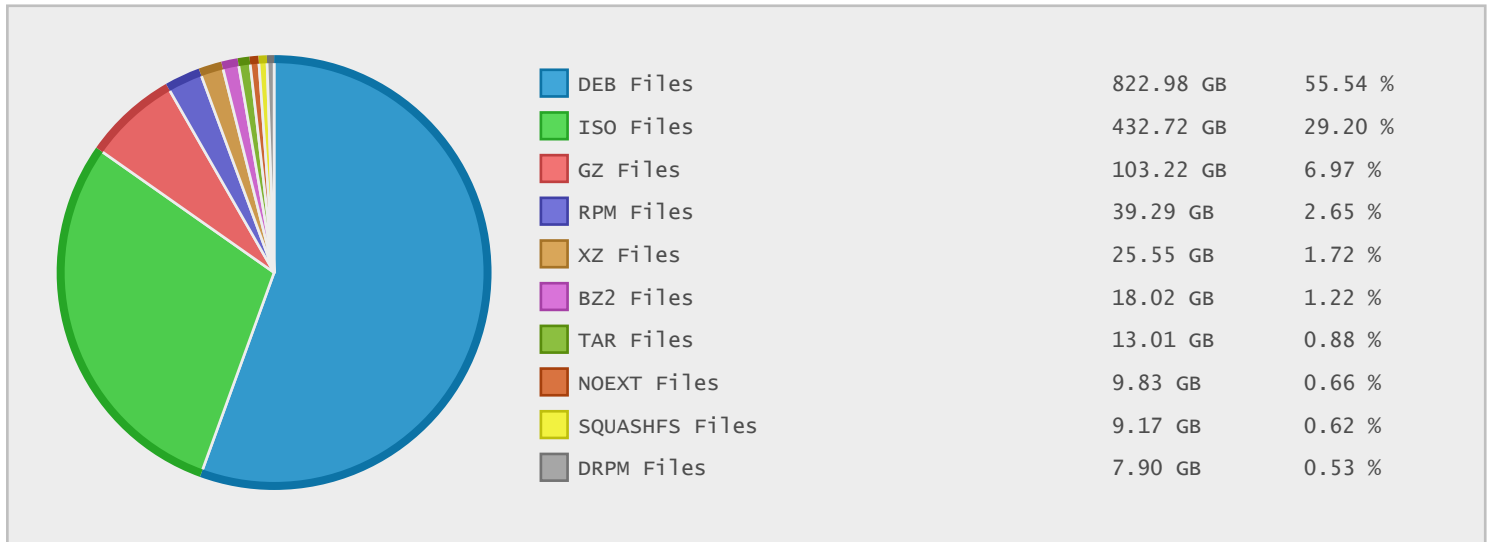 DEB Files 822.98 GB 55.54 %
ISO Files 432.72 GB 29.20 %
GZ Files 103.22 GB 6.97 %
RPM Files 39.29 GB 2.65 %
XZ Files 25.55 GB 1.72 %
BZ2 Files 18.02 GB 1.22 %
TAR Files 13.01 GB 0.88 %
NOEXT Files 9.83 GB 0.66 %
SQUASHFS Files 9.17 GB 0.62 %
DRPM Files 7.90 GB 0.53 %